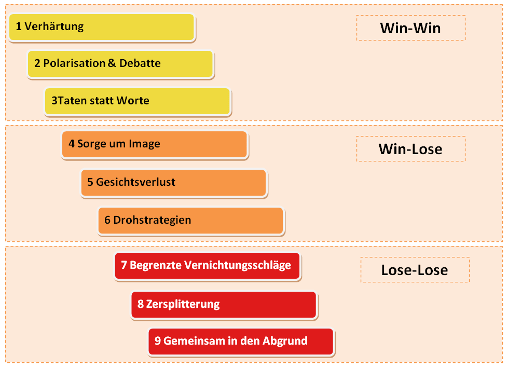 1 Verhärtung
Win-Win
2 Polarisation & Debatte
3Taten statt Worte
4 Sorge um Image
Win-Lose
5 Gesichtsverlust
6 Drohstrategien
7 Begrenzte Vernichtungsschläge
Lose-Lose
8 Zersplitterung
9 Gemeinsam in den Abgrund